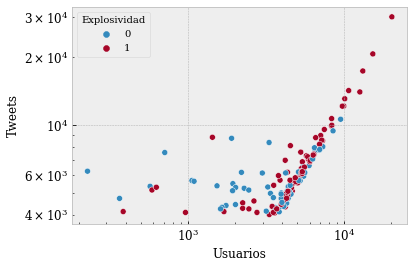 Explosividad
0
1
Tweets
3 × 10⁴
2 × 10⁴
10⁴
6 × 10³
4 × 10³
10³
10⁴
Usuarios